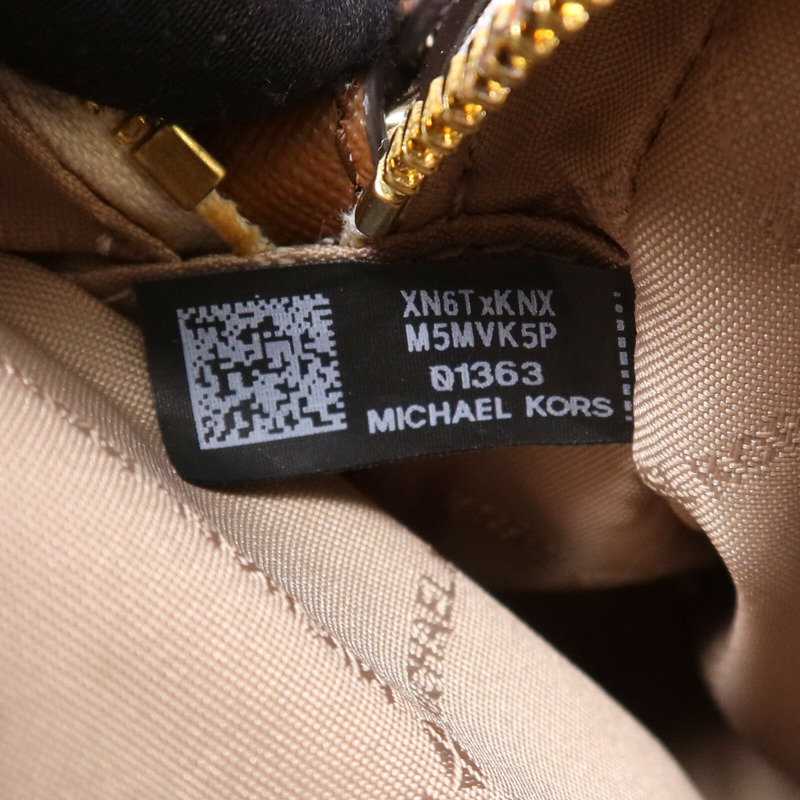 XN6TxKNX
M5MVK5P
01363
MICHAEL KORS